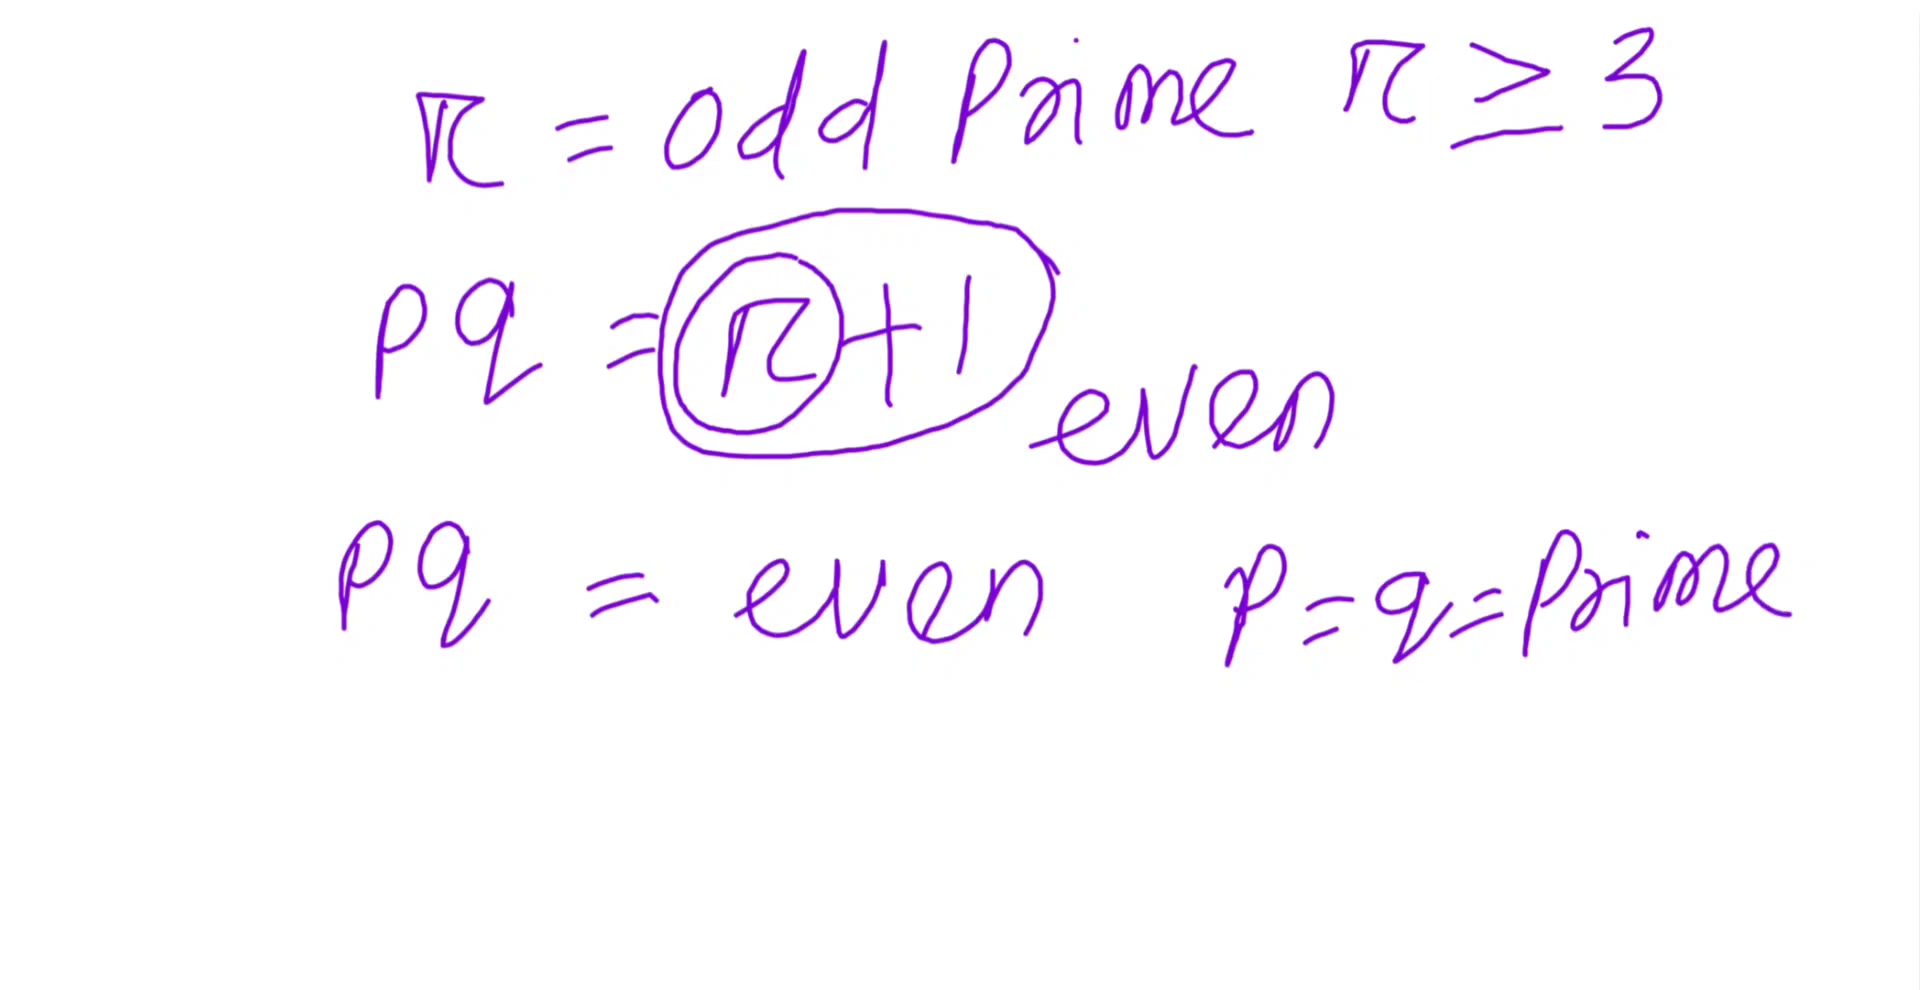 r = odd Prime r ≥ 3
pq = r + 1
even
pq = even p = q = Prime